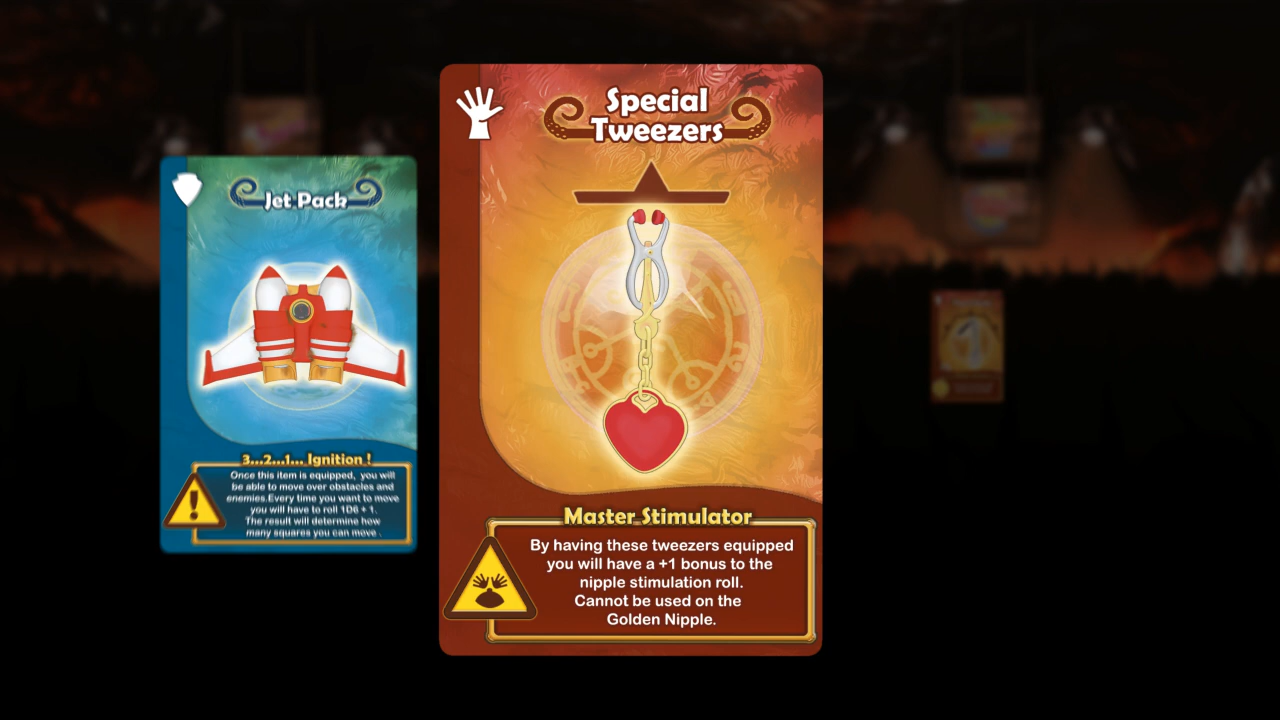 Jet Pack
3...2...1... Ignition !
Once this item is equipped, you will
be able to move over obstacles and
enemies.Every time you want to move
you will have to roll 1D6 + 1.
The result will determine how
many squares you can move .
Special
Tweezers
Master Stimulator
By having these tweezers equipped
you will have a +1 bonus to the
nipple stimulation roll.
Cannot be used on the
Golden Nipple.